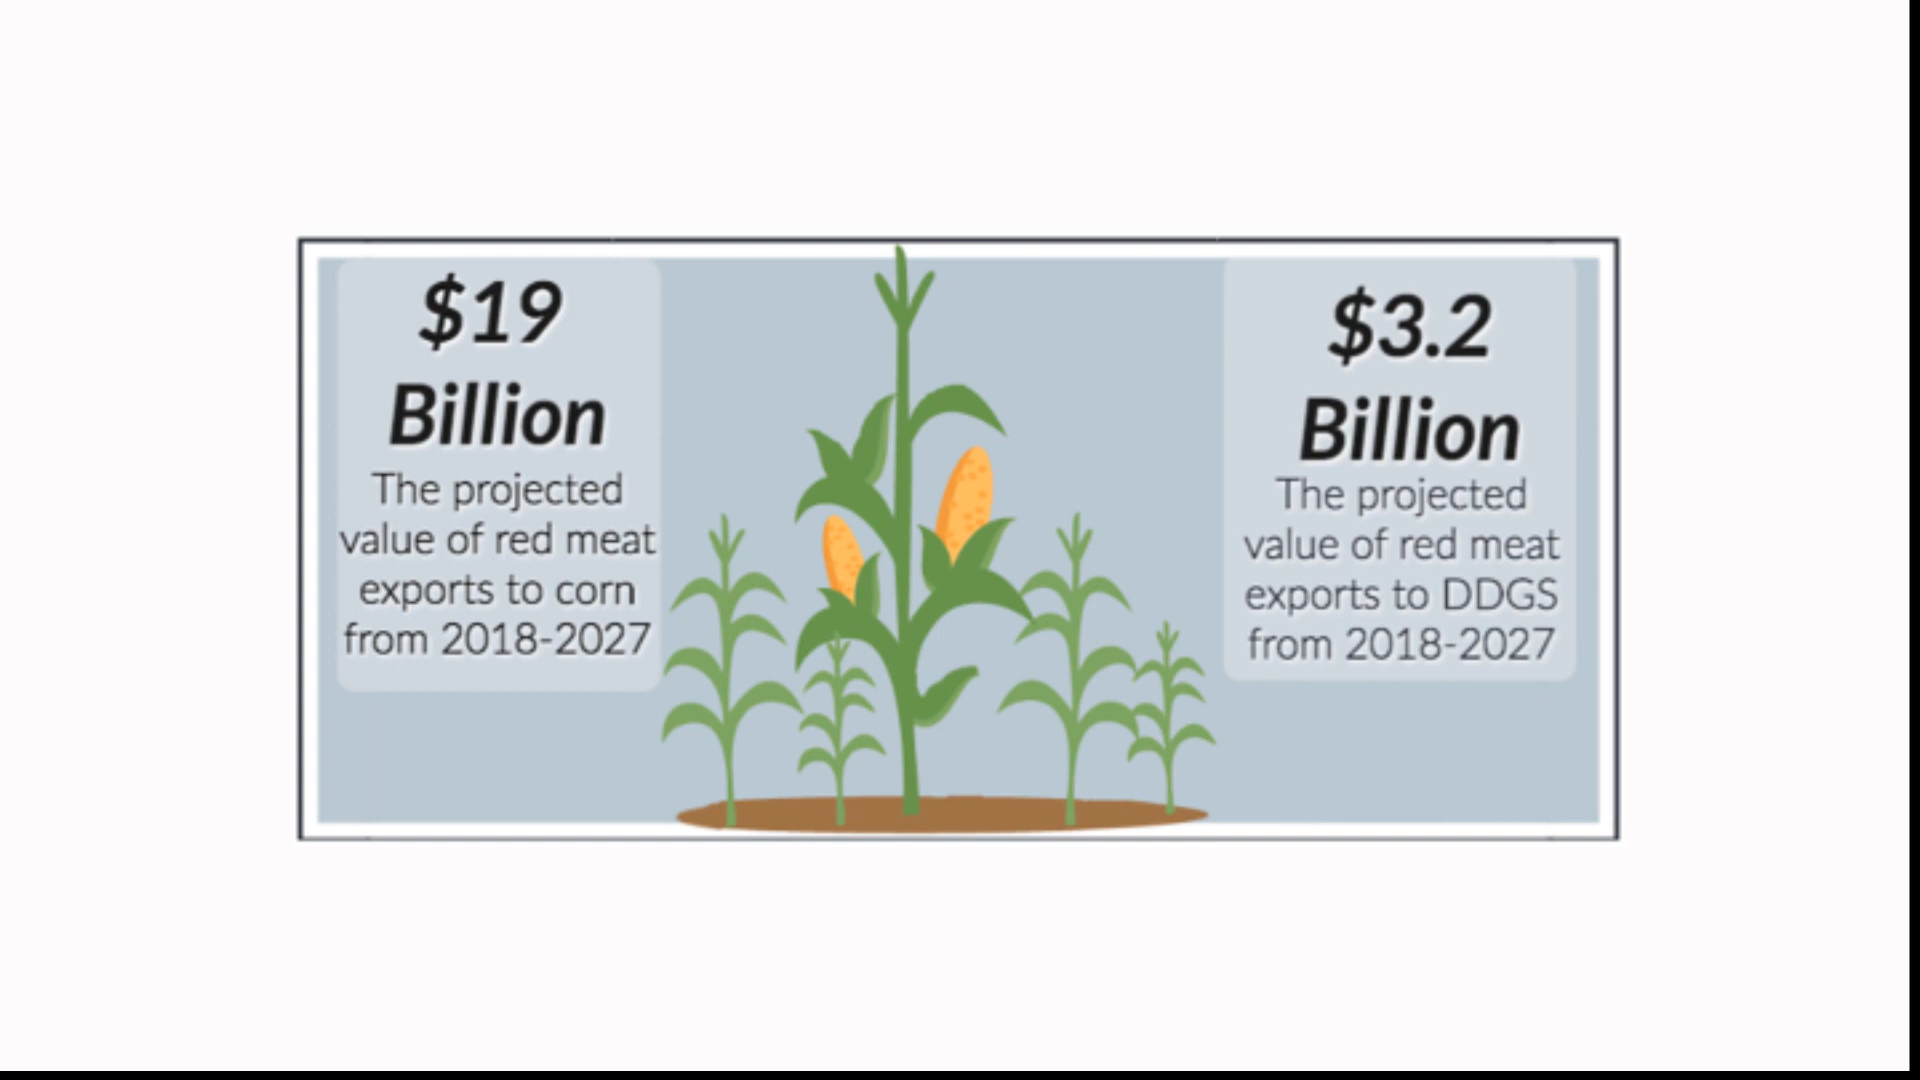 $19
Billion
The projected
value of red meat
exports to corn
from 2018-2027
$3.2
Billion
The projected
value of red meat
exports to DDGS
from 2018-2027